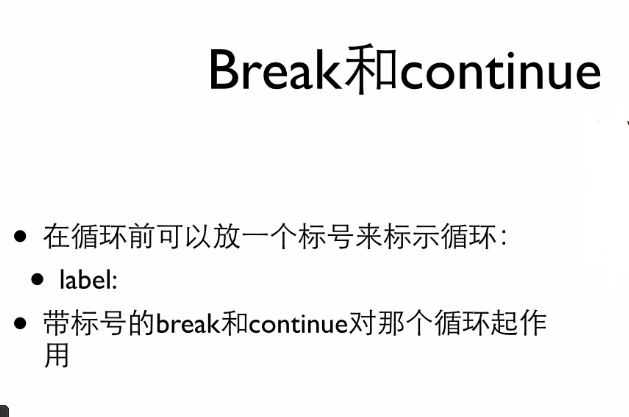 Break和continue
• 在循环前可以放一个标号来标示循环：
• label:
• 带标号的break和continue对那个循环起作
用